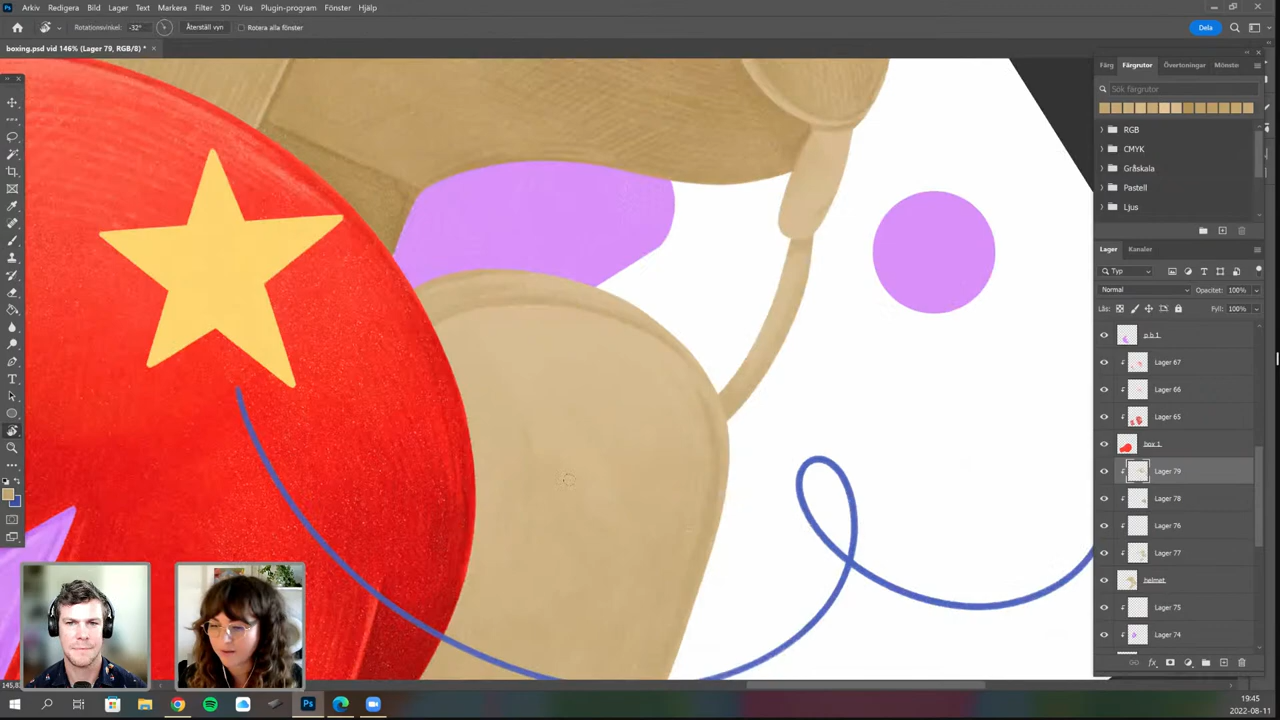 Arkiv Redigera Bild Lager Text Markera Filter 3D Visa Plugin-program Fönster Hjälp
Rotationsvinkel: -32° Återställ vyn Rotera alla fönster Dela
boxing.psd vid 146% (Lager 79, RGB/8) * ×
Färg Färgrutor Övertoningar Mönste
Sök färgrutor
RGB
CMYK
Gråskala
Pastell
Ljus
Lager Kanaler
Typ
Normal Opacitet: 100%
Lås: Fyll: 100%
p b 1
Lager 67
Lager 66
Lager 65
box 1
Lager 79
Lager 78
Lager 76
Lager 77
helmet
Lager 75
Lager 74
19:45
2022-08-11